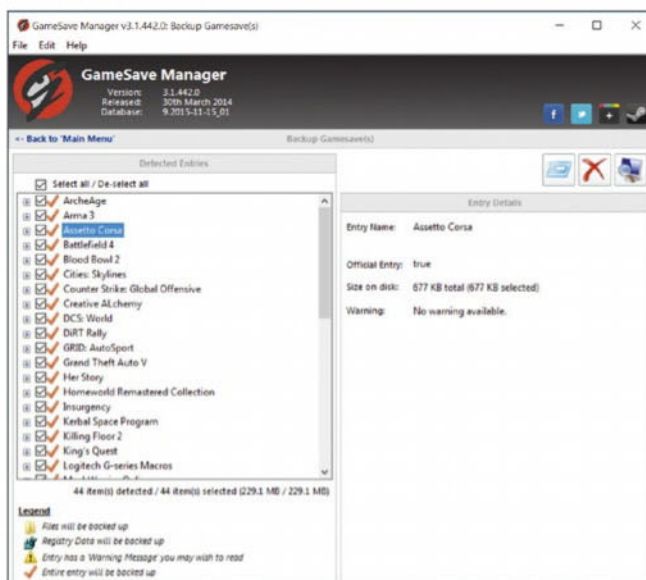 GameSave Manager v3.1.442.0: Backup Gamesave(s)
File Edit Help
GameSave Manager
Version: 3.1.442.0
Released: 30th March 2014
Database: 9.2015-11-15_01
<- Back to 'Main Menu'
Backup Gamesave(s)
Detected Entries
Select all / De-select all
ArcheAge
Arma 3
Assetto Corsa
Battlefield 4
Blood Bowl 2
Cities: Skylines
Counter Strike: Global Offensive
Creative ALchemy
DCS: World
DiRT Rally
GRID: AutoSport
Grand Theft Auto V
Her Story
Homeworld Remastered Collection
Insurgency
Kerbal Space Program
Killing Floor 2
King's Quest
Logitech G-series Macros
44 item(s) detected / 44 item(s) selected (229.1 MB / 229.1 MB)
Legend
Files will be backed up
Registry Data will be backed up
Entry has a 'Warning Message' you may wish to read
Entire entry will be backed up
Entry Details
Entry Name: Assetto Corsa
Official Entry: true
Size on disk: 677 KB total (677 KB selected)
Warning: No warning available.